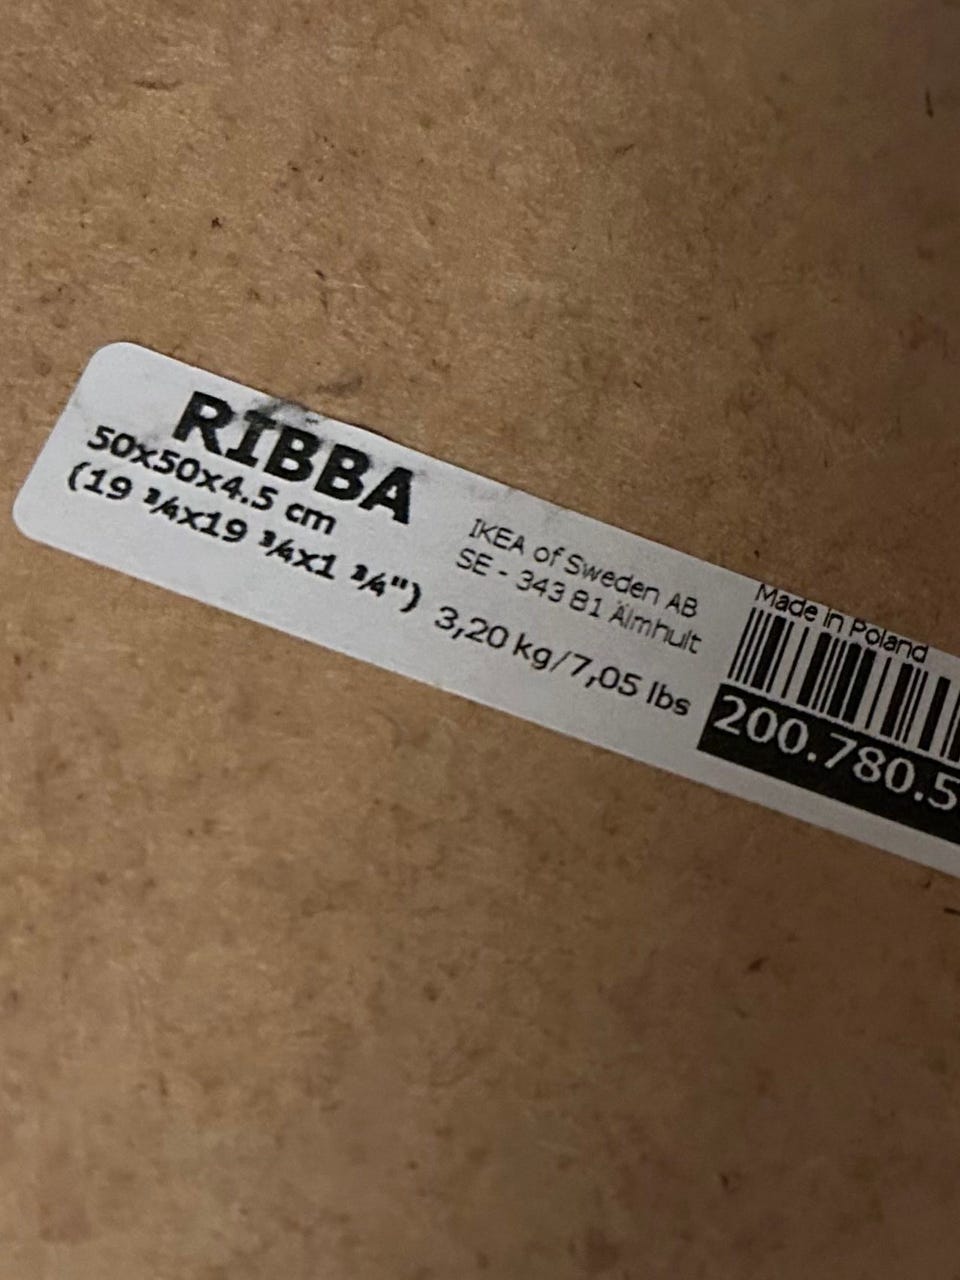 RIBBA
50x50x4.5 cm
(19 ¾x19 ¾x1 ¾")
IKEA of Sweden AB
SE - 343 81 Älmhult
3,20 kg/7,05 lbs
Made in Poland
200.780.5